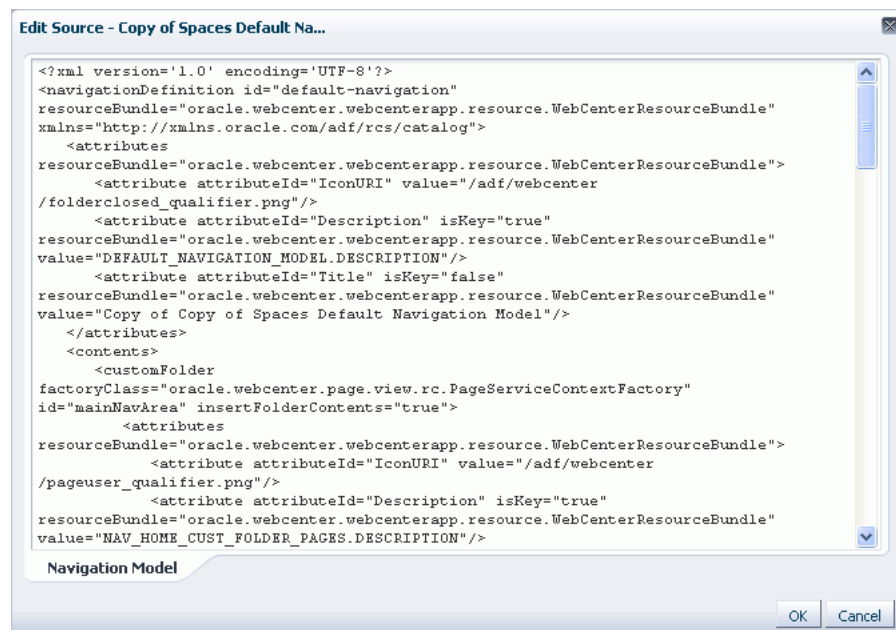 Edit Source - Copy of Spaces Default Na...
<?xml version='1.0' encoding='UTF-8'?>
<navigationDefinition id="default-navigation"
resourceBundle="oracle.webcenter.webcenterapp.resource.WebCenterResourceBundle"
xmlns="http://xmlns.oracle.com/adf/rcs/catalog">
<attributes
resourceBundle="oracle.webcenter.webcenterapp.resource.WebCenterResourceBundle">
<attribute attributeId="IconURI" value="/adf/webcenter
/folderclosed_qualifier.png"/>
<attribute attributeId="Description" isKey="true"
resourceBundle="oracle.webcenter.webcenterapp.resource.WebCenterResourceBundle"
value="DEFAULT_NAVIGATION_MODEL.DESCRIPTION"/>
<attribute attributeId="Title" isKey="false"
resourceBundle="oracle.webcenter.webcenterapp.resource.WebCenterResourceBundle"
value="Copy of Copy of Spaces Default Navigation Model"/>
</attributes>
<contents>
<customFolder
factoryClass="oracle.webcenter.page.view.rc.PageServiceContextFactory"
id="mainNavArea" insertFolderContents="true">
<attributes
resourceBundle="oracle.webcenter.webcenterapp.resource.WebCenterResourceBundle">
<attribute attributeId="IconURI" value="/adf/webcenter
/pageuser_qualifier.png"/>
<attribute attributeId="Description" isKey="true"
resourceBundle="oracle.webcenter.webcenterapp.resource.WebCenterResourceBundle"
value="NAV_HOME_CUST_FOLDER_PAGES.DESCRIPTION"/>
Navigation Model
OK Cancel